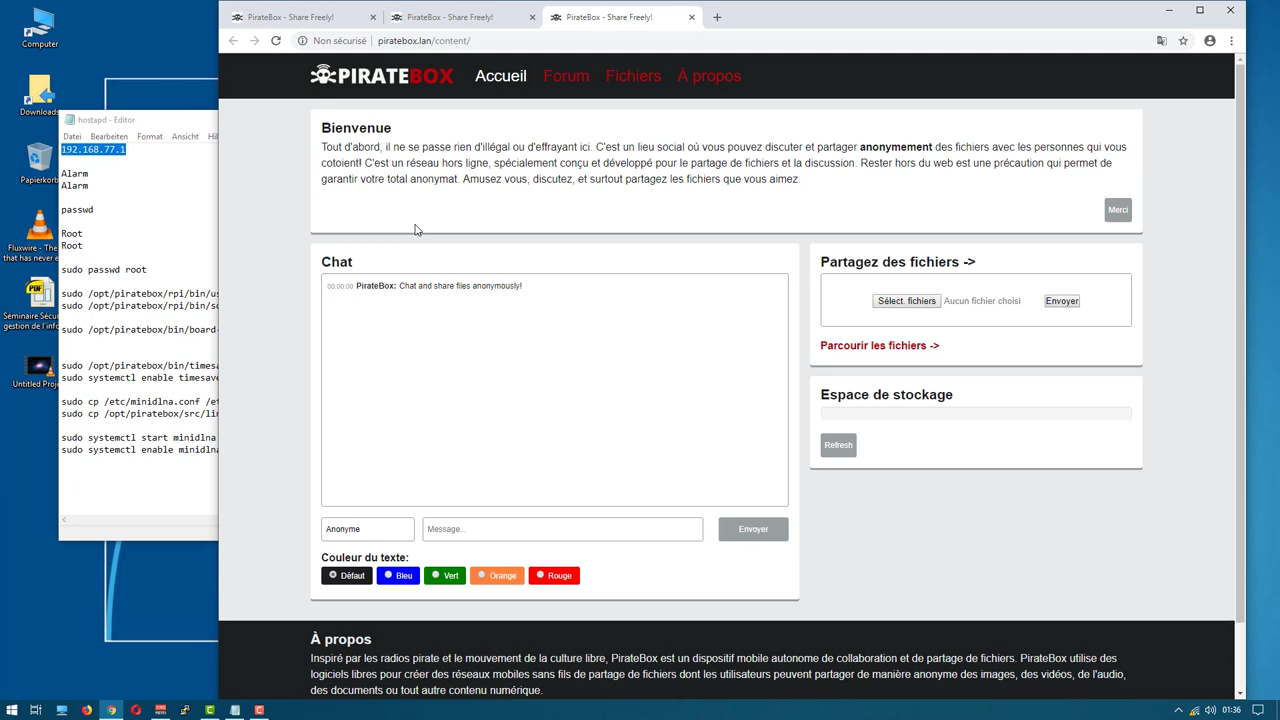 Computer
Downloads
Papierkorb
Fluxwire - The
that has never e
Séminaire Sécu
gestion de l'info
Untitled Proj
hostapd - Editor
Datei Bearbeiten Format Ansicht
192.168.77.1
Alarm
Alarm
passwd
Root
Root
sudo passwd root
sudo /opt/piratebox/rpi/bin/us
sudo /opt/piratebox/rpi/bin/
sudo /opt/piratebox/bin/board-
sudo /opt/piratebox/bin/timesa
sudo systemctl enable timesave
sudo cp /etc/minidlna.conf /et
sudo cp /opt/piratebox/src/lin
sudo systemctl start minidlna
sudo systemctl enable minidlna
PirateBox - Share Freely! PirateBox - Share Freely! PirateBox - Share Freely!
Non sécurisé piratebox.lan/content/
PIRATEBOX Accueil Forum Fichiers À propos
Bienvenue
Tout d'abord, il ne se passe rien d'illégal ou d'effrayant ici. C'est un lieu social où vous pouvez discuter et partager anonymement des fichiers avec les personnes qui vous
cotoient! C'est un réseau hors ligne, spécialement conçu et développé pour le partage de fichiers et la discussion. Rester hors du web est une précaution qui permet de
garantir votre total anonymat. Amusez vous, discutez, et surtout partagez les fichiers que vous aimez.
Merci
Chat
00:00:00 PirateBox: Chat and share files anonymously!
Anonyme Message... Envoyer
Couleur du texte:
Défaut Bleu Vert Orange Rouge
Partagez des fichiers ->
Sélect. fichiers Aucun fichier choisi Envoyer
Parcourir les fichiers ->
Espace de stockage
Refresh
À propos
Inspiré par les radios pirate et le mouvement de la culture libre, PirateBox est un dispositif mobile autonome de collaboration et de partage de fichiers. PirateBox utilise des
logiciels libres pour créer des réseaux mobiles sans fils de partage de fichiers dont les utilisateurs peuvent partager de manière anonyme des images, des vidéos, de l'audio,
des documents ou tout autre contenu numérique.
01:36